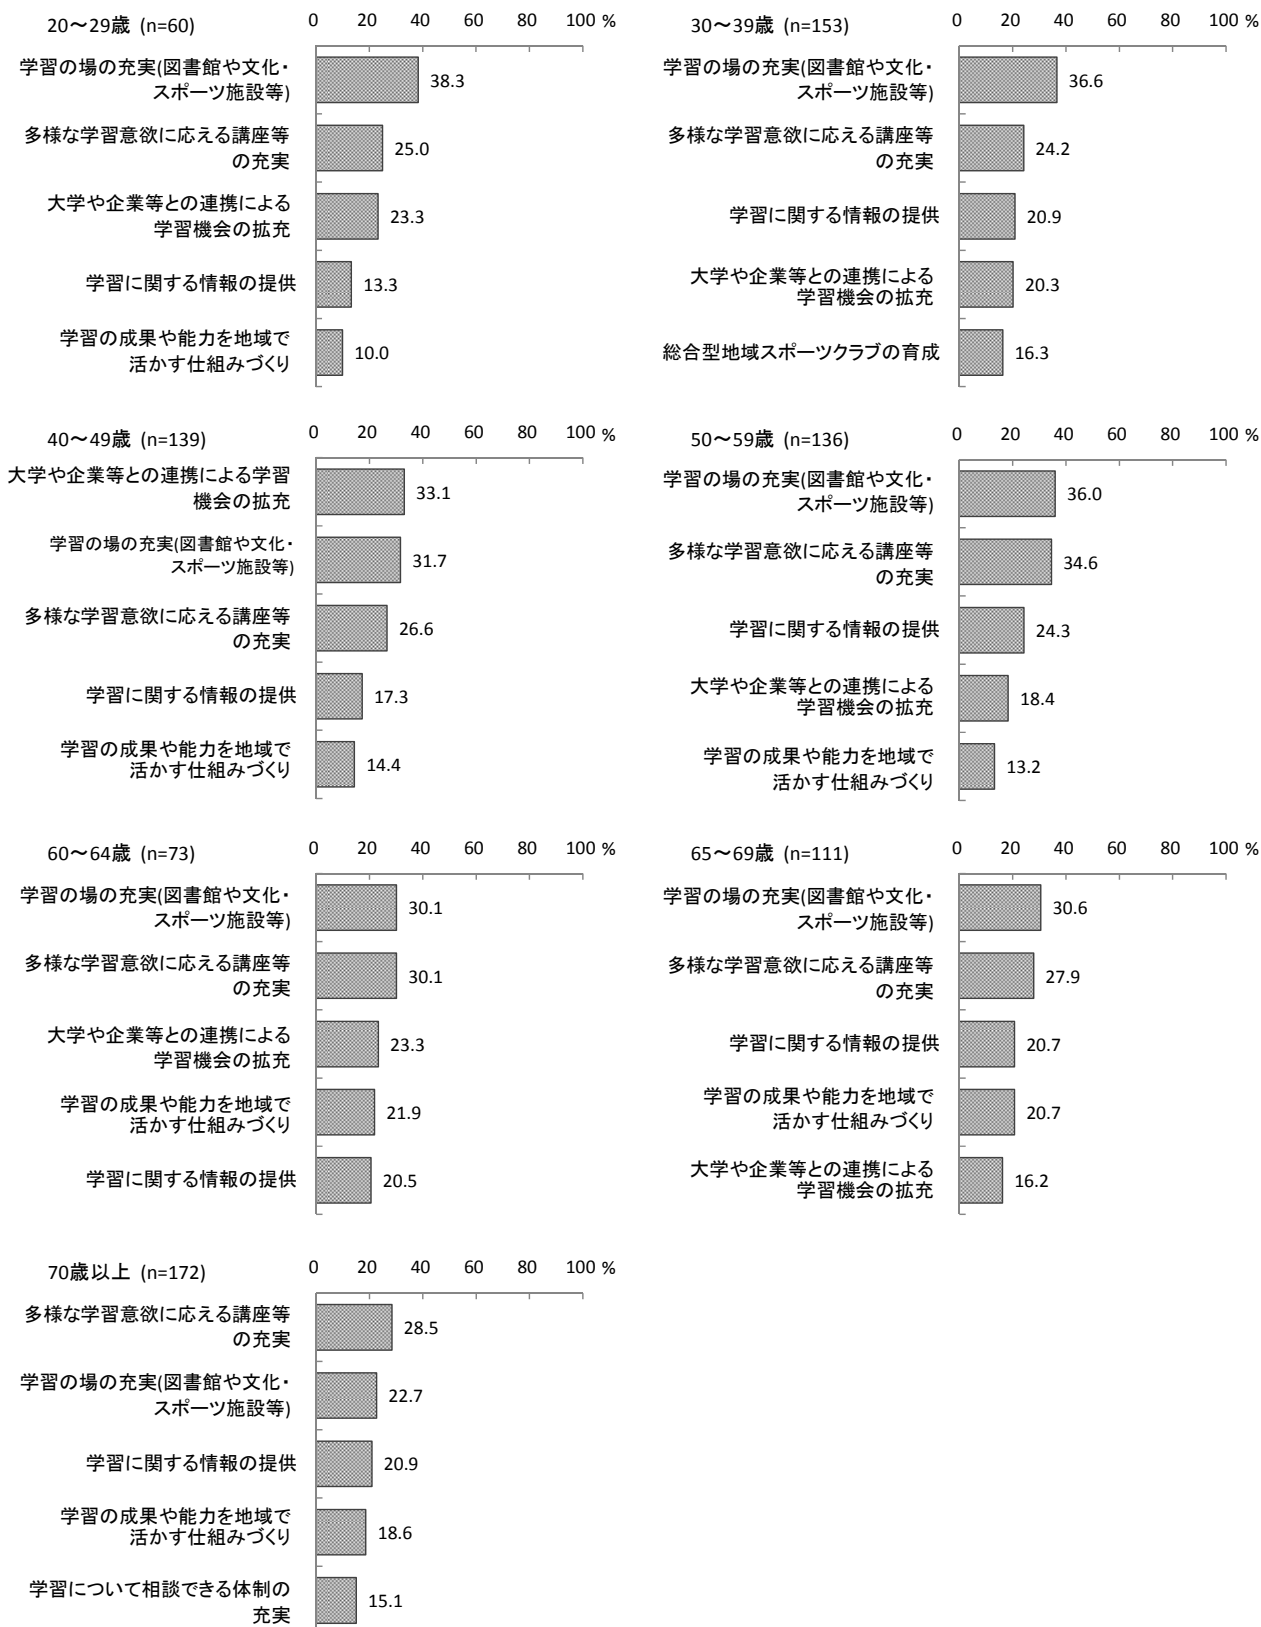 20～29歳 (n=60)
0 20 40 60 80 100 %
学習の場の充実(図書館や文化・
スポーツ施設等)
38.3
多様な学習意欲に応える講座等
の充実
25.0
大学や企業等との連携による
学習機会の拡充
23.3
学習に関する情報の提供
13.3
学習の成果や能力を地域で
活かす仕組みづくり
10.0
30～39歳 (n=153)
0 20 40 60 80 100 %
学習の場の充実(図書館や文化・
スポーツ施設等)
36.6
多様な学習意欲に応える講座等
の充実
24.2
学習に関する情報の提供
20.9
大学や企業等との連携による
学習機会の拡充
20.3
総合型地域スポーツクラブの育成
16.3
40～49歳 (n=139)
0 20 40 60 80 100 %
大学や企業等との連携による学習
機会の拡充
33.1
学習の場の充実(図書館や文化・
スポーツ施設等)
31.7
多様な学習意欲に応える講座等
の充実
26.6
学習に関する情報の提供
17.3
学習の成果や能力を地域で
活かす仕組みづくり
14.4
50～59歳 (n=136)
0 20 40 60 80 100 %
学習の場の充実(図書館や文化・
スポーツ施設等)
36.0
多様な学習意欲に応える講座等
の充実
34.6
学習に関する情報の提供
24.3
大学や企業等との連携による
学習機会の拡充
18.4
学習の成果や能力を地域で
活かす仕組みづくり
13.2
60～64歳 (n=73)
0 20 40 60 80 100 %
学習の場の充実(図書館や文化・
スポーツ施設等)
30.1
多様な学習意欲に応える講座等
の充実
30.1
大学や企業等との連携による
学習機会の拡充
23.3
学習の成果や能力を地域で
活かす仕組みづくり
21.9
学習に関する情報の提供
20.5
65～69歳 (n=111)
0 20 40 60 80 100 %
学習の場の充実(図書館や文化・
スポーツ施設等)
30.6
多様な学習意欲に応える講座等
の充実
27.9
学習に関する情報の提供
20.7
学習の成果や能力を地域で
活かす仕組みづくり
20.7
大学や企業等との連携による
学習機会の拡充
16.2
70歳以上 (n=172)
0 20 40 60 80 100 %
多様な学習意欲に応える講座等
の充実
28.5
学習の場の充実(図書館や文化・
スポーツ施設等)
22.7
学習に関する情報の提供
20.9
学習の成果や能力を地域で
活かす仕組みづくり
18.6
学習について相談できる体制の
充実
15.1